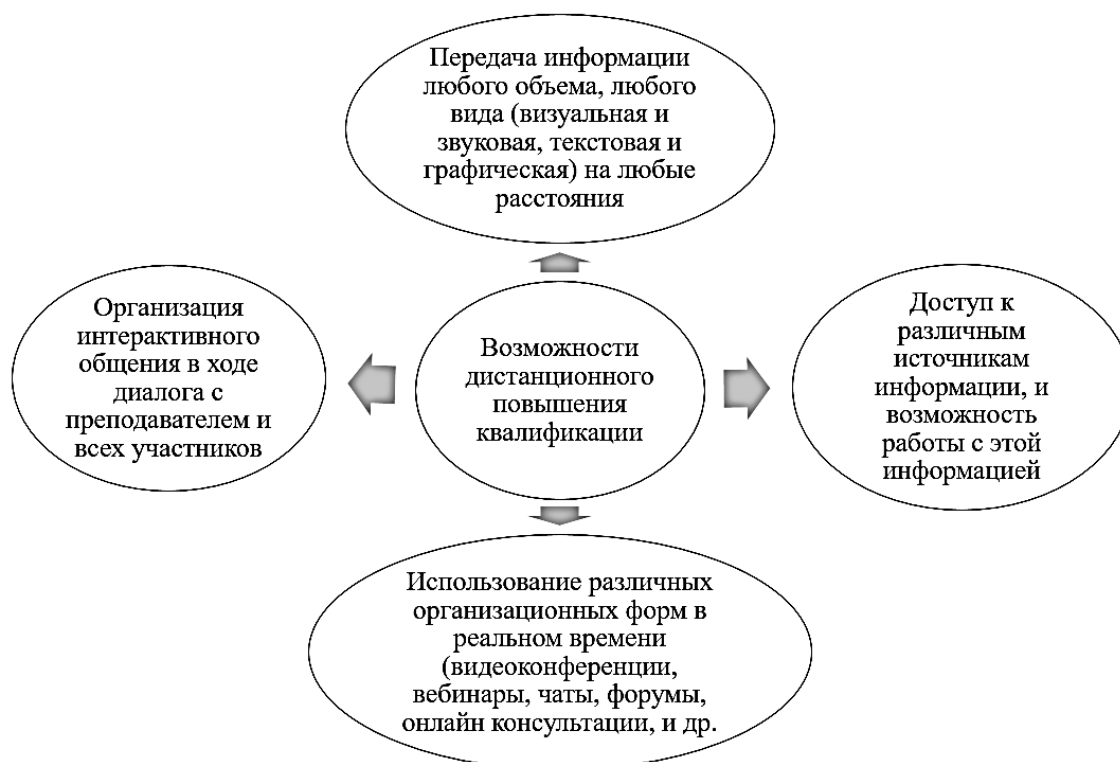 Передача информации
любого объема, любого
вида (визуальная и
звуковая, текстовая и
графическая) на любые
расстояния
Организация
интерактивного
общения в ходе
диалога с
преподавателем и
всех участников
Возможности
дистанционного
повышения
квалификации
Доступ к
различным
источникам
информации, и
возможность
работы с этой
информацией
Использование различных
организационных форм в
реальном времени
(видеоконференции,
вебинары, чаты, форумы,
онлайн консультации, и др.